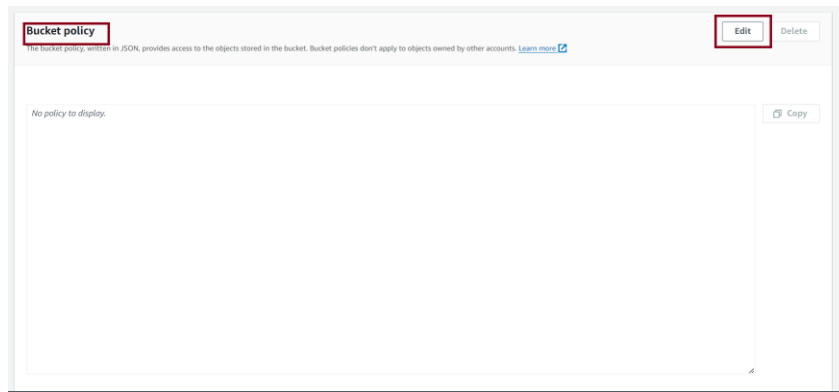 Bucket policy
Edit
Delete
The bucket policy, written in JSON, provides access to the objects stored in the bucket. Bucket policies don't apply to objects owned by other accounts. Learn more
No policy to display.
Copy